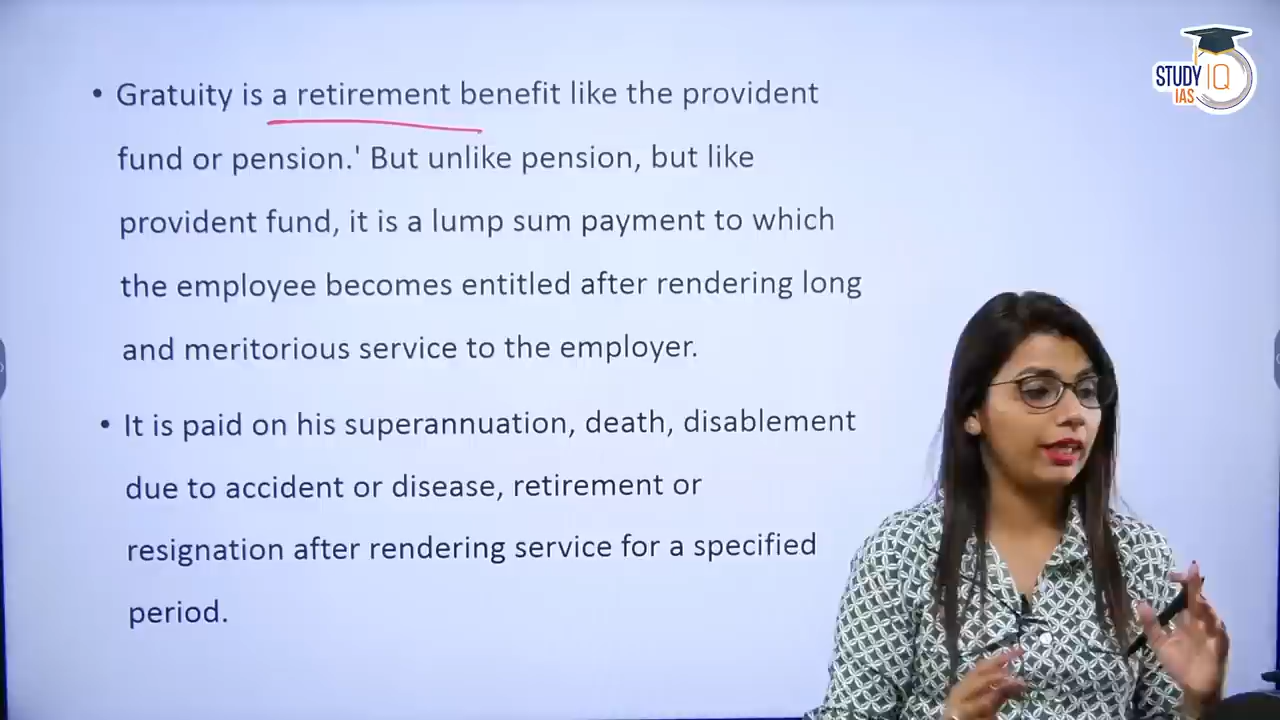 • Gratuity is a retirement benefit like the provident
fund or pension.' But unlike pension, but like
provident fund, it is a lump sum payment to which
the employee becomes entitled after rendering long
and meritorious service to the employer.
• It is paid on his superannuation, death, disablement
due to accident or disease, retirement or
resignation after rendering service for a specified
period.
STUDY IQ
IAS